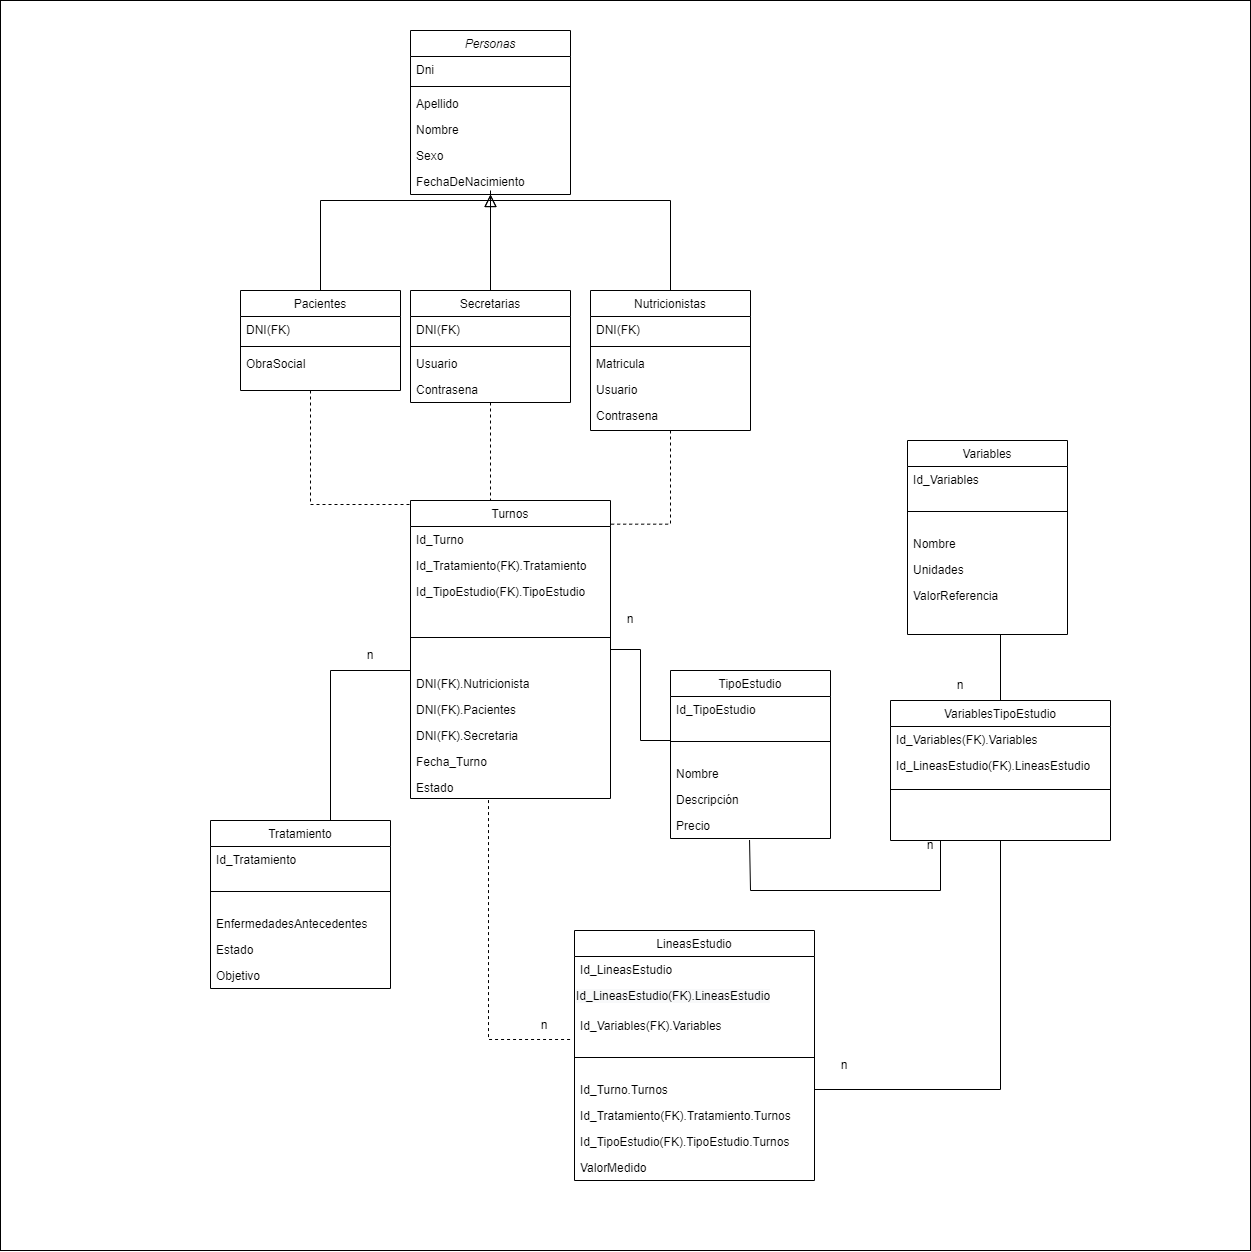 Personas
Dni
Apellido
Nombre
Sexo
FechaDeNacimiento
Pacientes
DNI(FK)
ObraSocial
Secretarias
DNI(FK)
Usuario
Contrasena
Nutricionistas
DNI(FK)
Matricula
Usuario
Contrasena
Variables
Id_Variables
Nombre
Unidades
ValorReferencia
Turnos
Id_Turno
Id_Tratamiento(FK).Tratamiento
Id_TipoEstudio(FK).TipoEstudio
DNI(FK).Nutricionista
DNI(FK).Pacientes
DNI(FK).Secretaria
Fecha_Turno
Estado
n
n
TipoEstudio
Id_TipoEstudio
Nombre
Descripción
Precio
n
VariablesTipoEstudio
Id_Variables(FK).Variables
Id_LineasEstudio(FK).LineasEstudio
n
Tratamiento
Id_Tratamiento
EnfermedadesAntecedentes
Estado
Objetivo
LineasEstudio
Id_LineasEstudio
Id_LineasEstudio(FK).LineasEstudio
Id_Variables(FK).Variables
Id_Turno.Turnos
Id_Tratamiento(FK).Tratamiento.Turnos
Id_TipoEstudio(FK).TipoEstudio.Turnos
ValorMedido
n
n